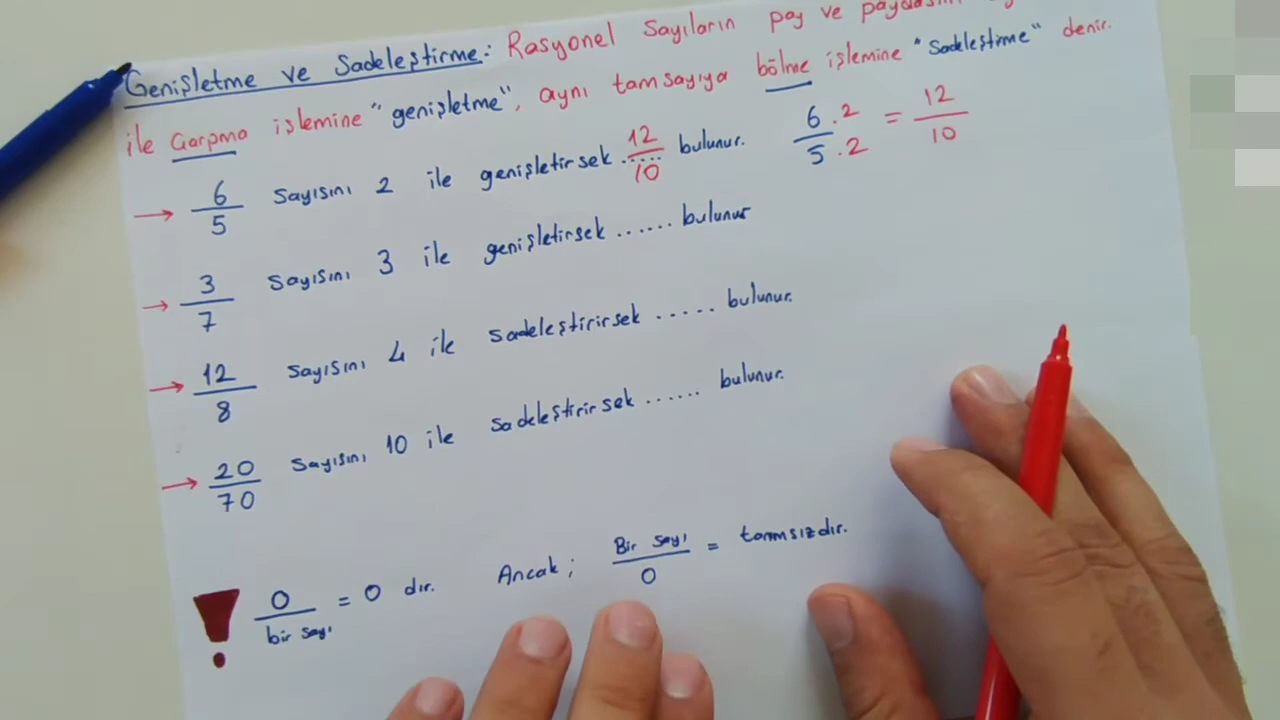 Genişletme ve Sadeleştirme: Rasyonel Sayıların pay ve paydasını
ile Çarpma işlemine "genişletme", aynı tamsayıya bölme işlemine "Sadeleştirme" denir.
→ 6/5 Sayısını 2 ile genişletirsek 12/10 bulunur. 6.2/5.2 = 12/10
→ 3/7 Sayısını 3 ile genişletirsek ...... bulunur
→ 12/8 Sayısını 4 ile sadeleştirirsek ..... bulunur.
→ 20/70 Sayısını 10 ile sadeleştirirsek ...... bulunur.
! 0/bir sayı = 0 dır. Ancak; Bir sayı/0 = tanımsızdır.